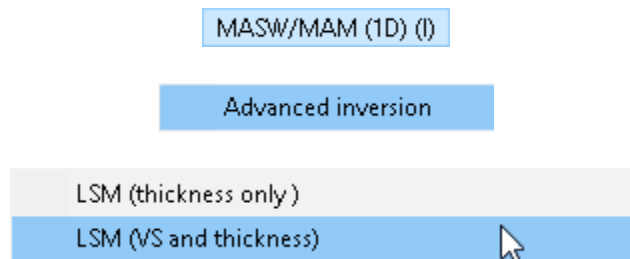 MASW/MAM (1D) (I)
Advanced inversion
LSM (thickness only )
LSM (VS and thickness)